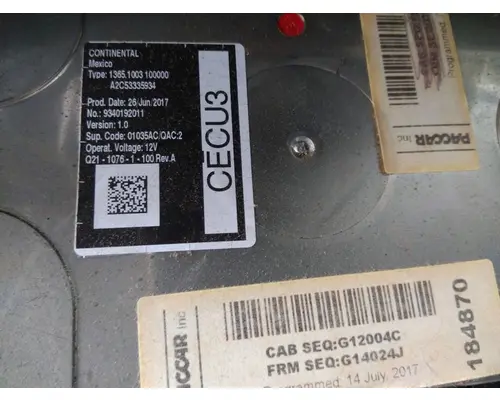 CONTINENTAL
Mexico
Type: 1365.1003 100000
A2C53335934
Prod. Date: 26/Jun/2017
No.: 9340192011
Version: 1.0
Sup. Code: 01035AC/QAC:2
Operat. Voltage: 12V
Q21 - 1076 - 1 - 100 Rev.A
CECU3
Programmed
PACCAR Inc
PACCAR Inc
CAB SEQ:G12004C
FRM SEQ:G14024J
Programmed: 14 July, 2017
184870